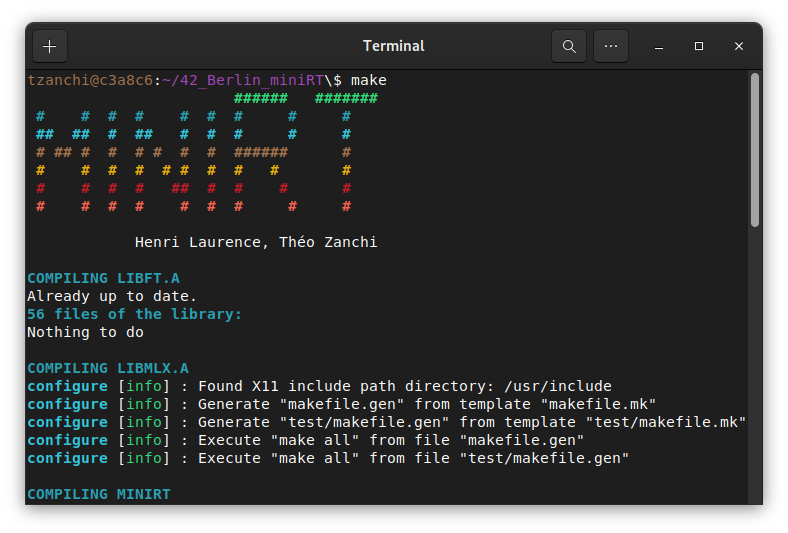 Terminal
tzanchi@c3a8c6:~/42_Berlin_miniRT\$ make
                       ######   #######
 #    #  #  #    #  #  #     #     #
 ##  ##  #  ##   #  #  #     #     #
 # ## #  #  # #  #  #  ######      #
 #    #  #  #  # #  #  #   #       #
 #    #  #  #   ##  #  #    #      #
 #    #  #  #    #  #  #     #     #
Henri Laurence, Théo Zanchi
COMPILING LIBFT.A
Already up to date.
56 files of the library:
Nothing to do
COMPILING LIBMLX.A
configure [info] : Found X11 include path directory: /usr/include
configure [info] : Generate "makefile.gen" from template "makefile.mk"
configure [info] : Generate "test/makefile.gen" from template "test/makefile.mk"
configure [info] : Execute "make all" from file "makefile.gen"
configure [info] : Execute "make all" from file "test/makefile.gen"
COMPILING MINIRT